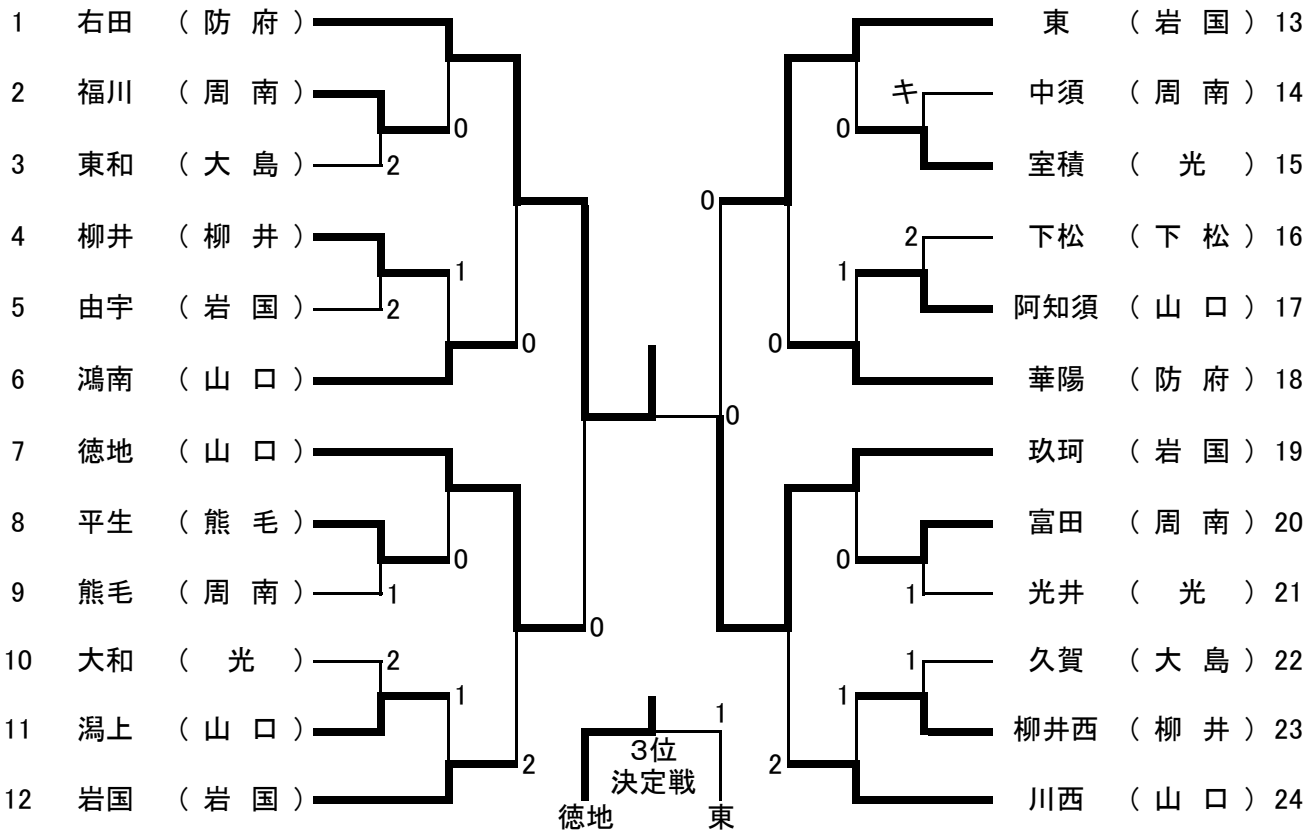 1 右田 （ 防 府 ） 東 （ 岩 国 ） 13
2 福川 （ 周 南 ） キ 中須 （ 周 南 ） 14
0 0
3 東和 （ 大 島 ） 2 室積 （ 光 ） 15
0
4 柳井 （ 柳 井 ） 2 下松 （ 下 松 ） 16
1 1
5 由宇 （ 岩 国 ） 2 阿知須 （ 山 口 ） 17
0 0
6 鴻南 （ 山 口 ） 華陽 （ 防 府 ） 18
0
7 徳地 （ 山 口 ） 玖珂 （ 岩 国 ） 19
8 平生 （ 熊 毛 ） 富田 （ 周 南 ） 20
0 0
9 熊毛 （ 周 南 ） 1 1 光井 （ 光 ） 21
0
10 大和 （ 光 ） 2 1 久賀 （ 大 島 ） 22
1 1
11 潟上 （ 山 口 ） 1 柳井西 （ 柳 井 ） 23
3位
2 2
決定戦
12 岩国 （ 岩 国 ） 川西 （ 山 口 ） 24
徳地 東